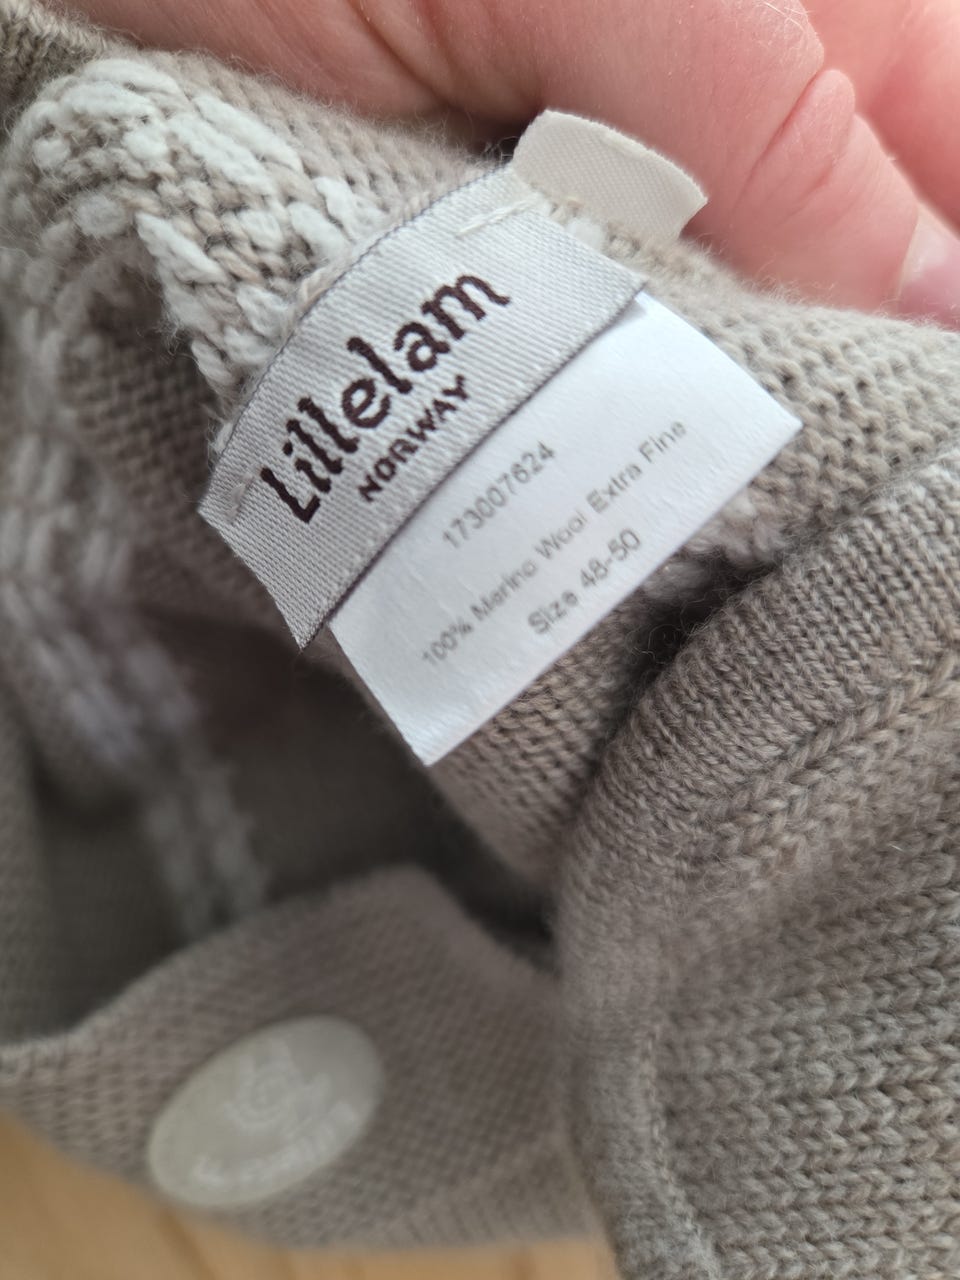 Lillelam
NORWAY
173007624
100% Merino Wool Extra Fine
Size 48-50